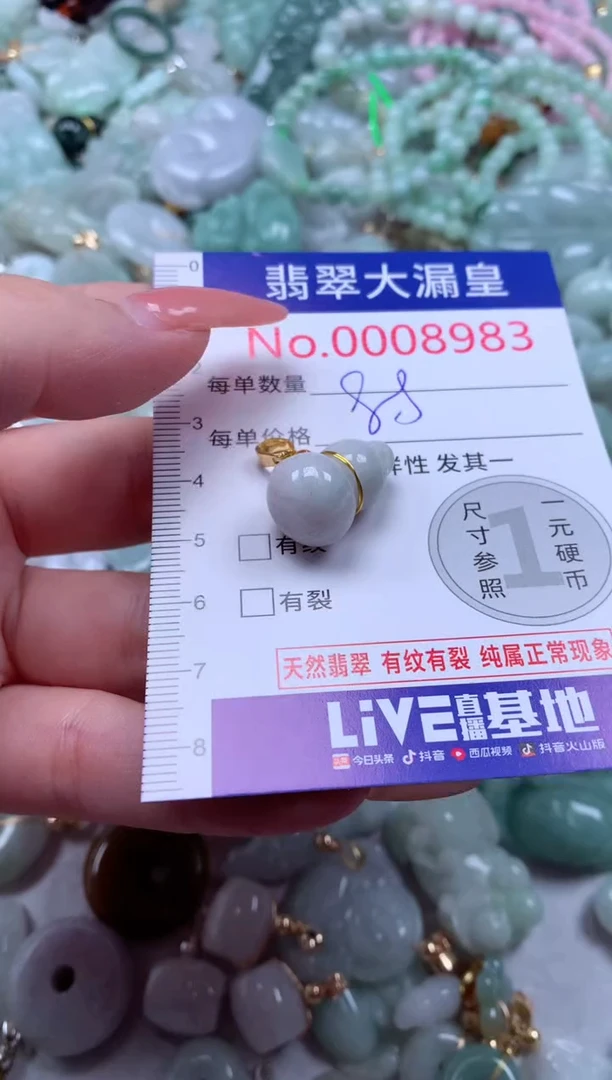 0
翡翠大漏皇
No.0008983
每单数量
3
每单价格
4
样性 发其一
尺寸参照
1
一元硬币
5
有纹
6
有裂
天然翡翠 有纹有裂 纯属正常现象
7
LiVE直播基地
8
今日头条 抖音 西瓜视频 抖音火山版